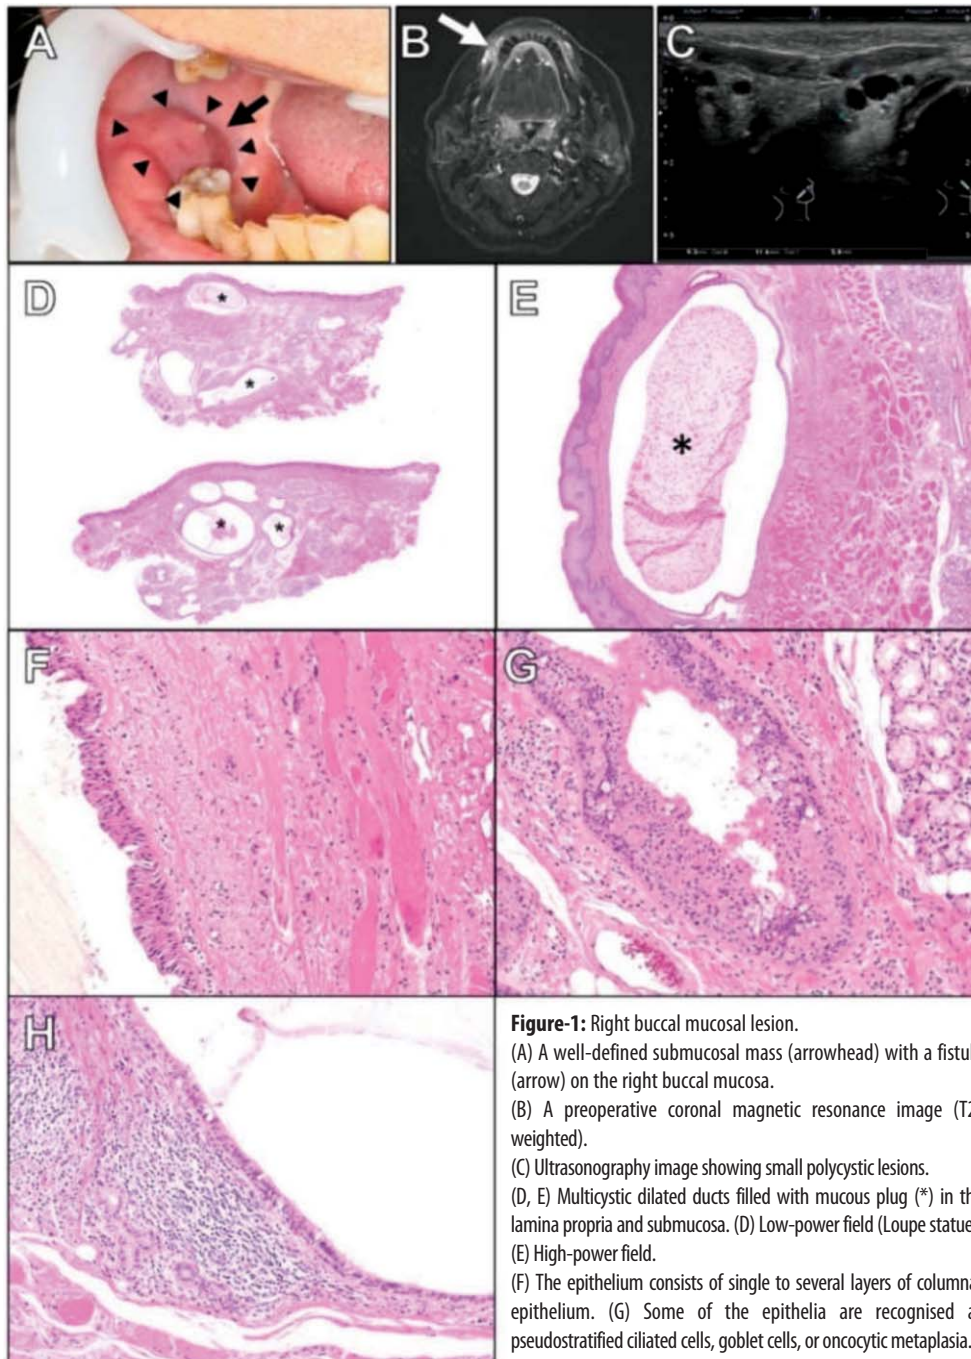 A
B
C
D
*
*
*
*
E
*
F
G
H
Figure-1: Right buccal mucosal lesion.
(A) A well-defined submucosal mass (arrowhead) with a fistul
(arrow) on the right buccal mucosa.
(B) A preoperative coronal magnetic resonance image (T2
weighted).
(C) Ultrasonography image showing small polycystic lesions.
(D, E) Multicystic dilated ducts filled with mucous plug (*) in th
lamina propria and submucosa. (D) Low-power field (Loupe statue
(E) High-power field.
(F) The epithelium consists of single to several layers of columna
epithelium. (G) Some of the epithelia are recognised a
pseudostratified ciliated cells, goblet cells, or oncocytic metaplasia.